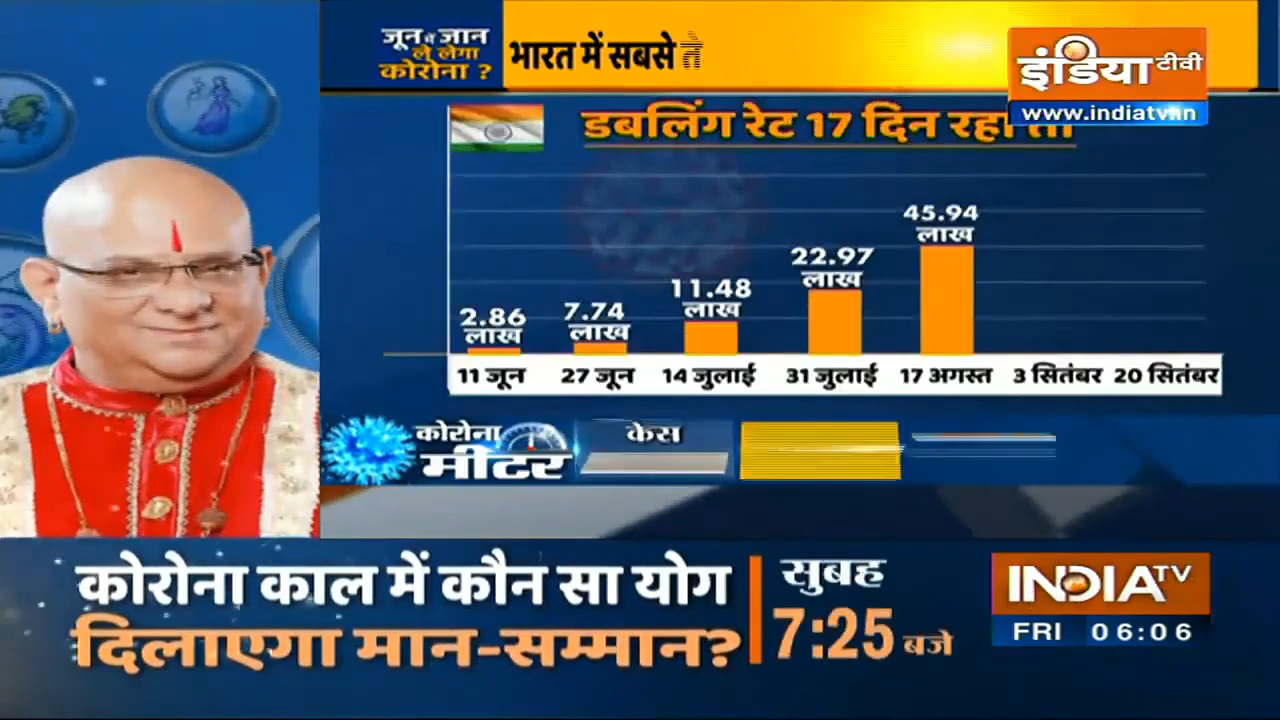 जून में जान
ले लेगा
कोरोना ?
भारत में सबसे
इंडिया टीवी
www.indiatv.in
डबलिंग रेट 17 दिन रहा तो
45.94
लाख
22.97
लाख
11.48
लाख
7.74
लाख
2.86
लाख
11 जून 27 जून 14 जुलाई 31 जुलाई 17 अगस्त 3 सितंबर 20 सितंबर
कोरोना
मीटर
केस
कोरोना काल में कौन सा योग
दिलाएगा मान-सम्मान?
सुबह
7:25 बजे
INDIA TV
FRI 06:06